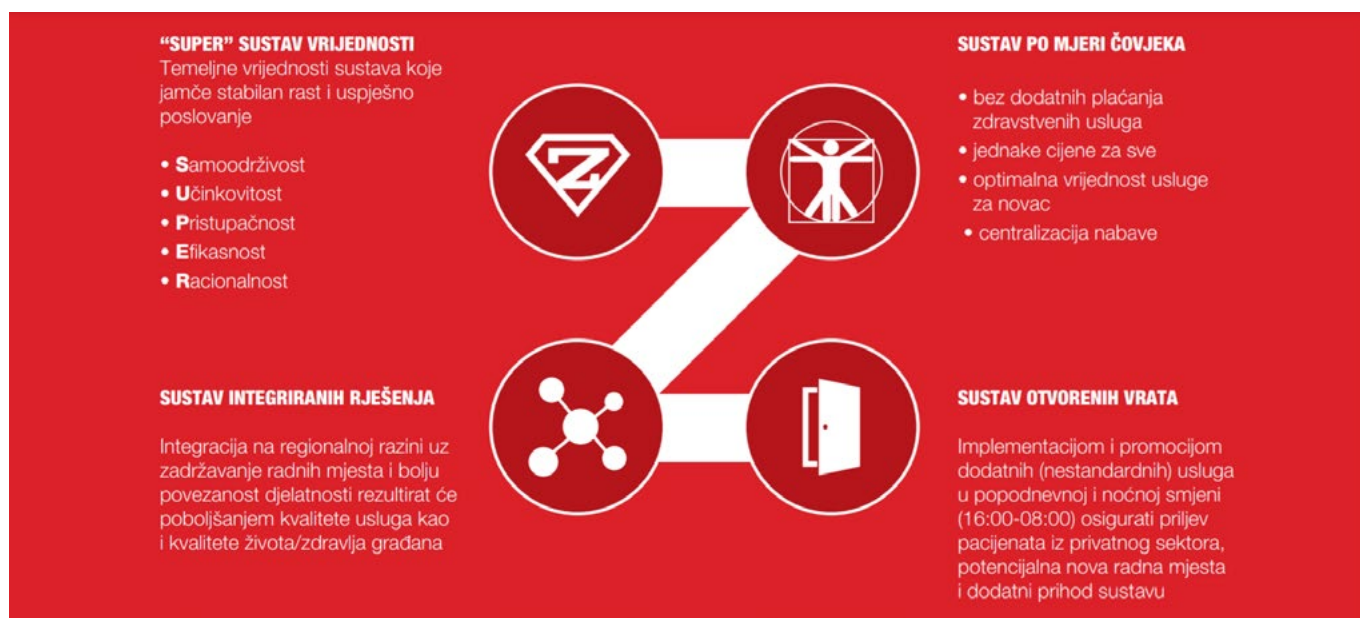 “SUPER” SUSTAV VRIJEDNOSTI
Temeljne vrijednosti sustava koje
jamče stabilan rast i uspješno
poslovanje
• Samoodrživost
• Učinkovitost
• Pristupačnost
• Efikasnost
• Racionalnost
Z
SUSTAV PO MJERI ČOVJEKA
• bez dodatnih plaćanja
zdravstvenih usluga
• jednake cijene za sve
• optimalna vrijednost usluge
za novac
• centralizacija nabave
SUSTAV INTEGRIRANIH RJEŠENJA
Integracija na regionalnoj razini uz
zadržavanje radnih mjesta i bolju
povezanost djelatnosti rezultirat će
poboljšanjem kvalitete usluga kao
i kvalitete života/zdravlja građana
SUSTAV OTVORENIH VRATA
Implementacijom i promocijom
dodatnih (nestandardnih) usluga
u popodnevnoj i noćnoj smjeni
(16:00-08:00) osigurati priljev
pacijenata iz privatnog sektora,
potencijalna nova radna mjesta
i dodatni prihod sustavu